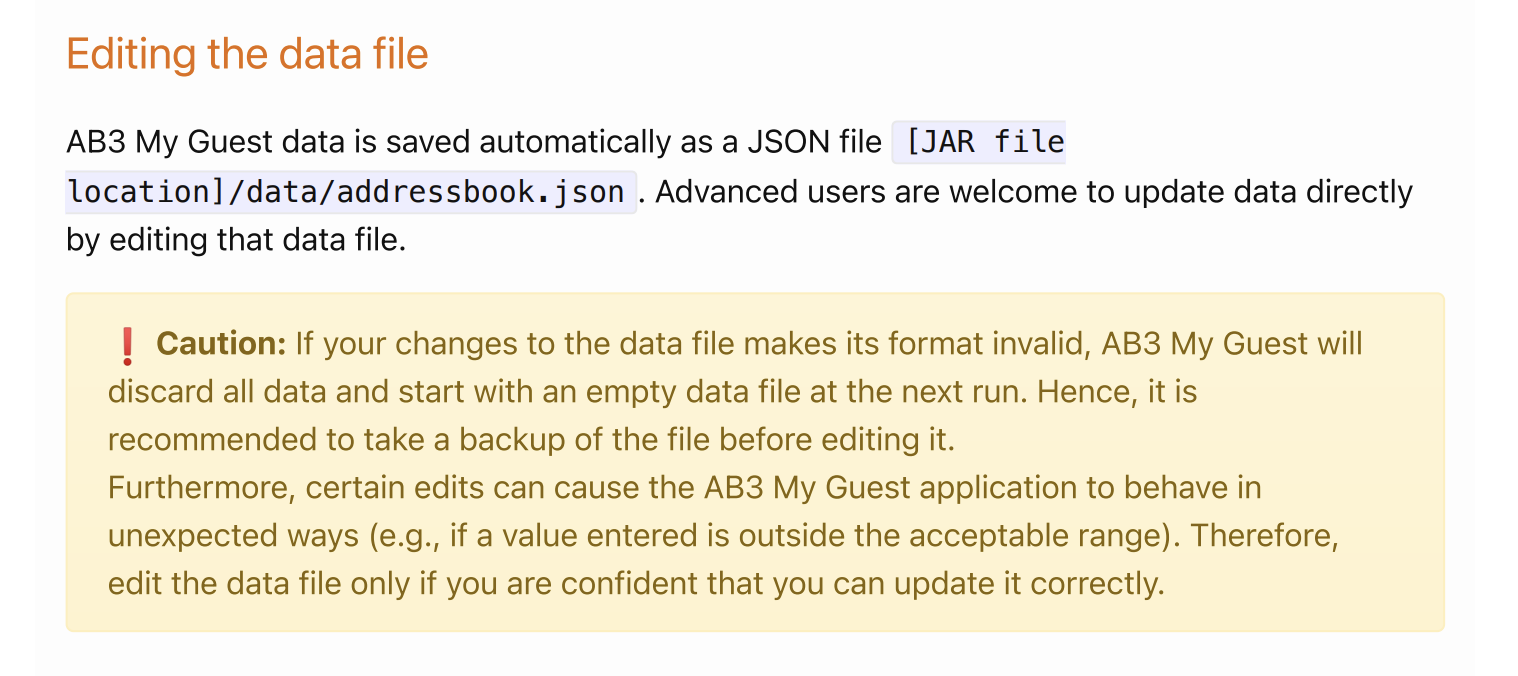 Editing the data file
AB3 My Guest data is saved automatically as a JSON file [JAR file
location]/data/addressbook.json. Advanced users are welcome to update data directly
by editing that data file.
❗ Caution: If your changes to the data file makes its format invalid, AB3 My Guest will
discard all data and start with an empty data file at the next run. Hence, it is
recommended to take a backup of the file before editing it.
Furthermore, certain edits can cause the AB3 My Guest application to behave in
unexpected ways (e.g., if a value entered is outside the acceptable range). Therefore,
edit the data file only if you are confident that you can update it correctly.